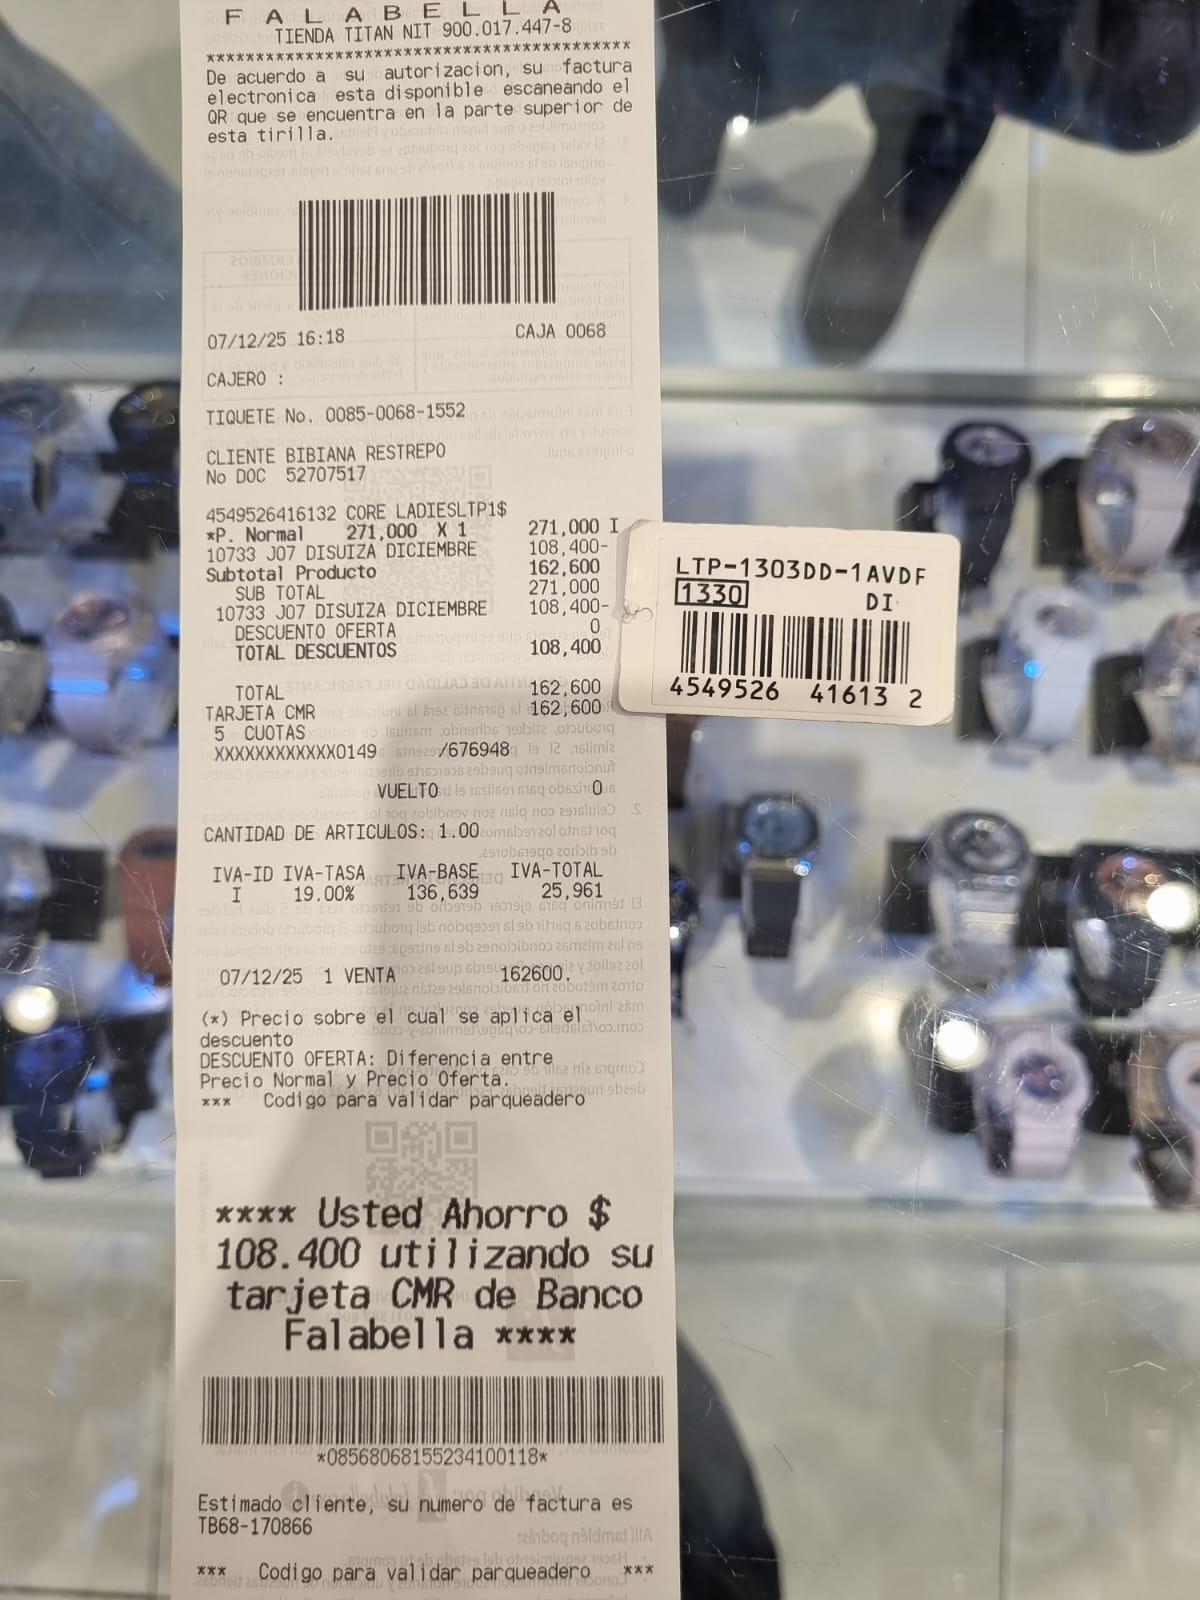 F A L A B E L L A
TIENDA TITAN NIT 900.017.447-8
********************************************
De acuerdo a su autorizacion, su factura
electronica esta disponible escaneando el
QR que se encuentra en la parte superior de
esta tirilla.
07/12/25 16:18 CAJA 0068
CAJERO :
TIQUETE No. 0085-0068-1552
CLIENTE BIBIANA RESTREPO
No DOC 52707517
4549526416132 CORE LADIESLTP1$
*P. Normal 271,000 X 1 271,000 I
10733 J07 DISUIZA DICIEMBRE 108,400-
Subtotal Producto 162,600
SUB TOTAL 271,000
10733 J07 DISUIZA DICIEMBRE 108,400-
DESCUENTO OFERTA 0
TOTAL DESCUENTOS 108,400
TOTAL 162,600
TARJETA CMR 162,600
5 CUOTAS
XXXXXXXXXXXX0149 /676948
VUELTO 0
CANTIDAD DE ARTICULOS: 1.00
IVA-ID IVA-TASA IVA-BASE IVA-TOTAL
I 19.00% 136,639 25,961
07/12/25 1 VENTA 162600.
(*) Precio sobre el cual se aplica el
descuento
DESCUENTO OFERTA: Diferencia entre
Precio Normal y Precio Oferta.
*** Codigo para validar parqueadero
**** Usted Ahorro $
108.400 utilizando su
tarjeta CMR de Banco
Falabella ****
*08568068155234100118*
Estimado cliente, su numero de factura es
TB68-170866
*** Codigo para validar parqueadero ***
LTP-1303DD-1AVDF
1330 DI
4549526 41613 2